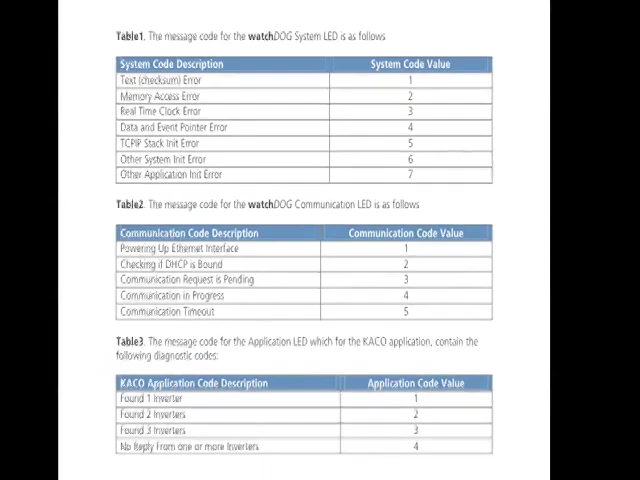 Table1. The message code for the watchDOG System LED is as follows
System Code Description System Code Value
Text (checksum) Error 1
Memory Access Error 2
Real Time Clock Error 3
Data and Event Pointer Error 4
TCPIP Stack Init Error 5
Other System Init Error 6
Other Application Init Error 7
Table2. The message code for the watchDOG Communication LED is as follows
Communication Code Description Communication Code Value
Powering Up Ethernet Interface 1
Checking if DHCP is Bound 2
Communication Request is Pending 3
Communication in Progress 4
Communication Timeout 5
Table3. The message code for the Application LED which for the KACO application, contain the
following diagnostic codes:
KACO Application Code Description Application Code Value
Found 1 Inverter 1
Found 2 Inverters 2
Found 3 Inverters 3
No Reply From one or more Inverters 4